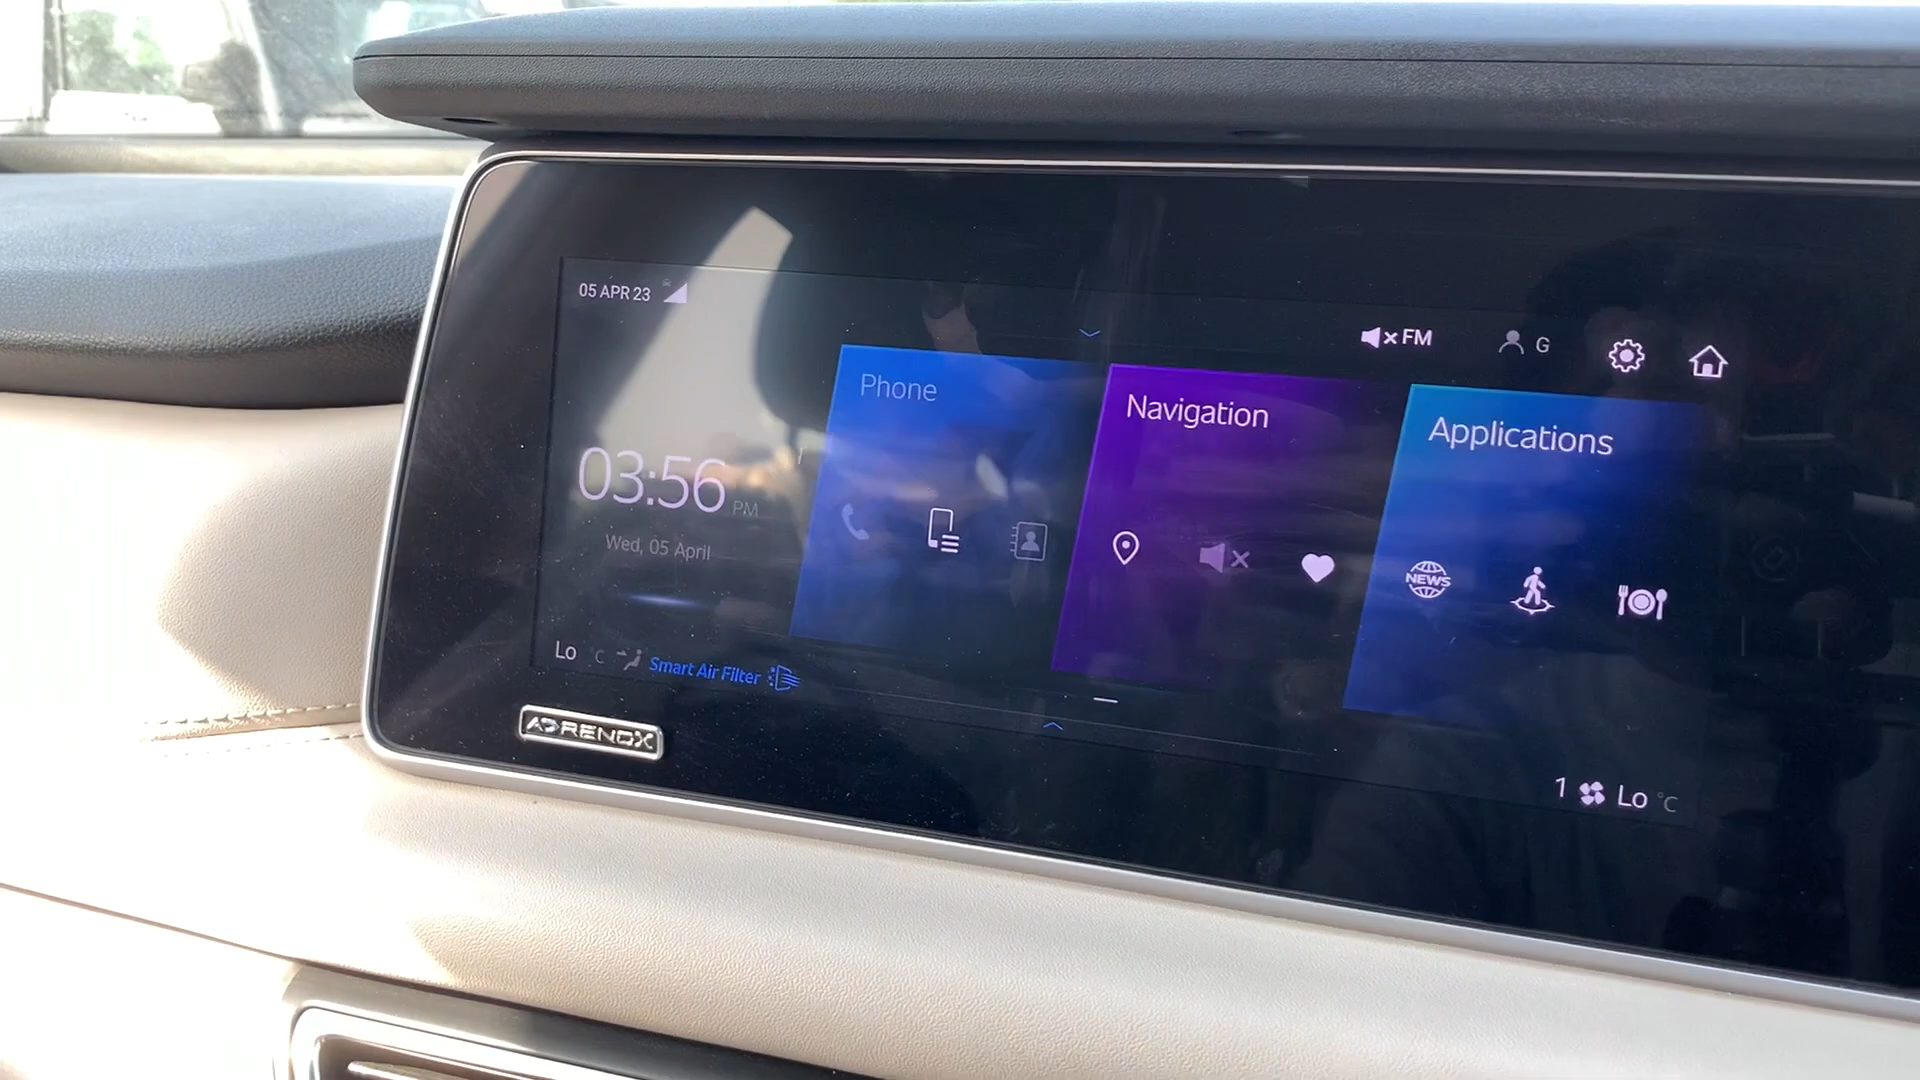 05 APR 23
FM
G
Phone
Navigation
Applications
03:56 PM
Wed, 05 April
NEWS
Lo °C
Smart Air Filter
ADRENOX
1 Lo °C